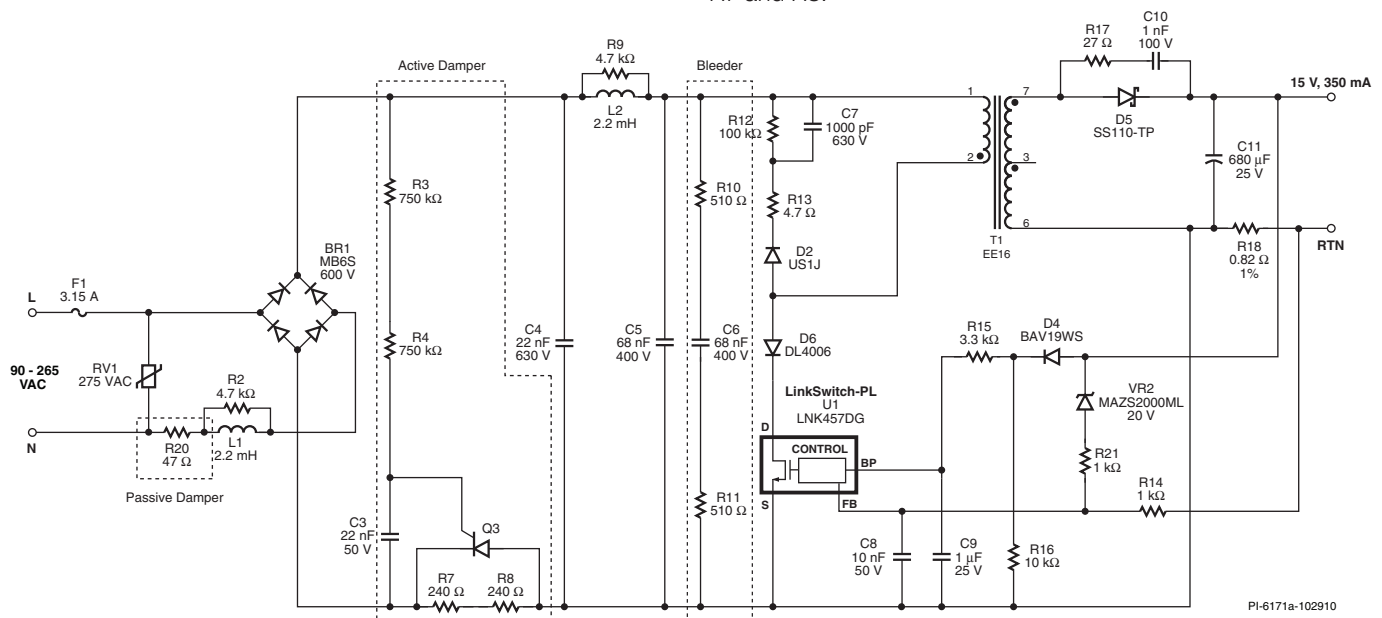 R17
27 Ω
C10
1 nF
100 V
R9
4.7 kΩ
Active Damper
Bleeder
15 V, 350 mA
L2
2.2 mH
R12
100 kΩ
C7
1000 pF
630 V
1
7
D5
SS110-TP
2
3
C11
680 μF
25 V
R3
750 kΩ
R10
510 Ω
R13
4.7 Ω
6
T1
EE16
R18
0.82 Ω
1%
RTN
BR1
MB6S
600 V
D2
US1J
F1
3.15 A
L
R4
750 kΩ
C4
22 nF
630 V
C5
68 nF
400 V
C6
68 nF
400 V
D6
DL4006
R15
3.3 kΩ
D4
BAV19WS
90 - 265
VAC
RV1
275 VAC
R2
4.7 kΩ
VR2
MAZS2000ML
20 V
LinkSwitch-PL
U1
LNK457DG
N
R20
47 Ω
L1
2.2 mH
D
CONTROL
BP
R21
1 kΩ
Passive Damper
S
FB
R14
1 kΩ
R11
510 Ω
C3
22 nF
50 V
Q3
C8
10 nF
50 V
C9
1 μF
25 V
R16
10 kΩ
R7
240 Ω
R8
240 Ω
PI-6171a-102910